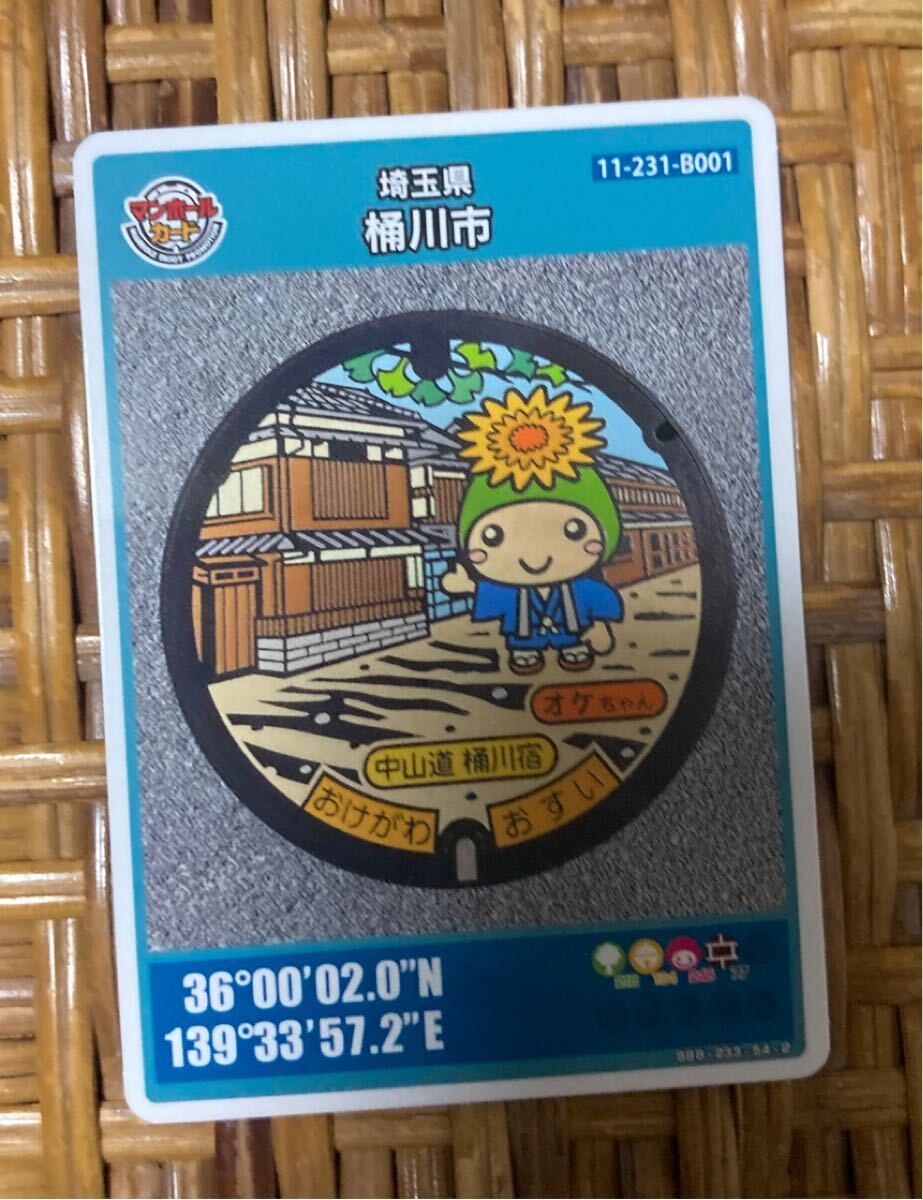 マンホール
カード
埼玉県
桶川市
11-231-B001
オケちゃん
中山道 桶川宿
おけがわ
おすい
36°00'02.0"N
139°33'57.2"E